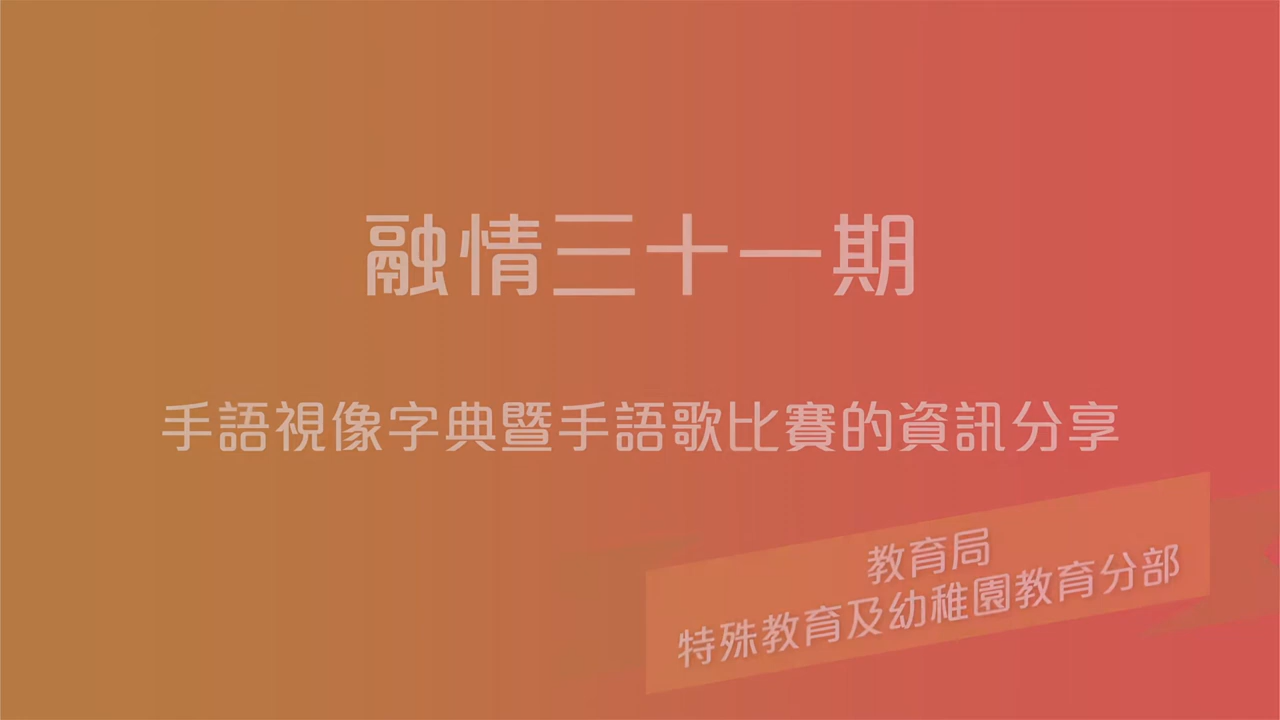 融情三十一期
手語視像字典暨手語歌比賽的資訊分享
教育局
特殊教育及幼稚園教育分部